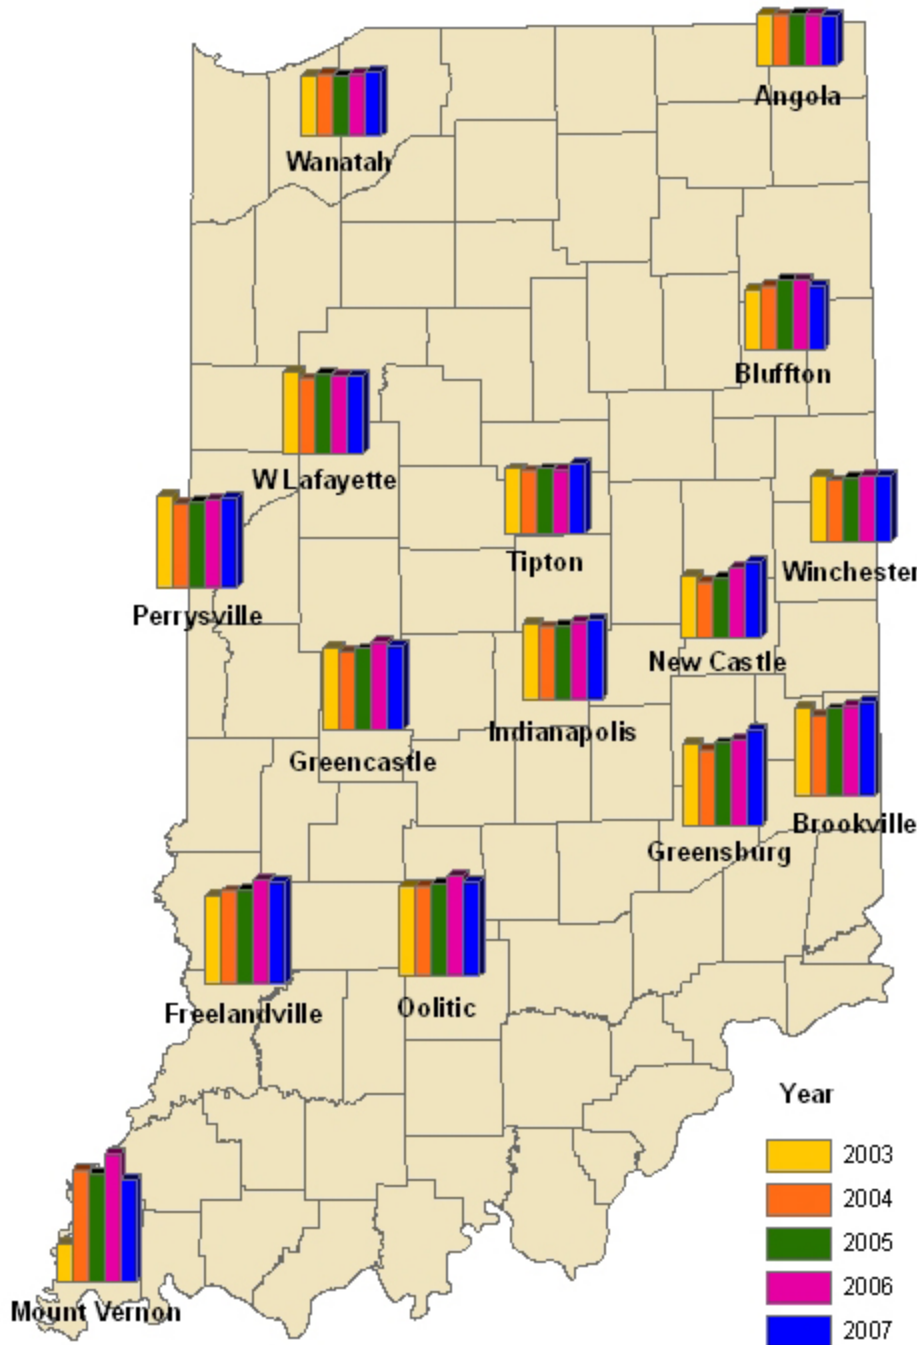 Angola
Wanatah
Bluffton
W Lafayette
Tipton
Winchester
Perrysville
New Castle
Indianapolis
Greencastle
Brookville
Greensburg
Freelandville
Oolitic
Mount Vernon
Year
2003
2004
2005
2006
2007